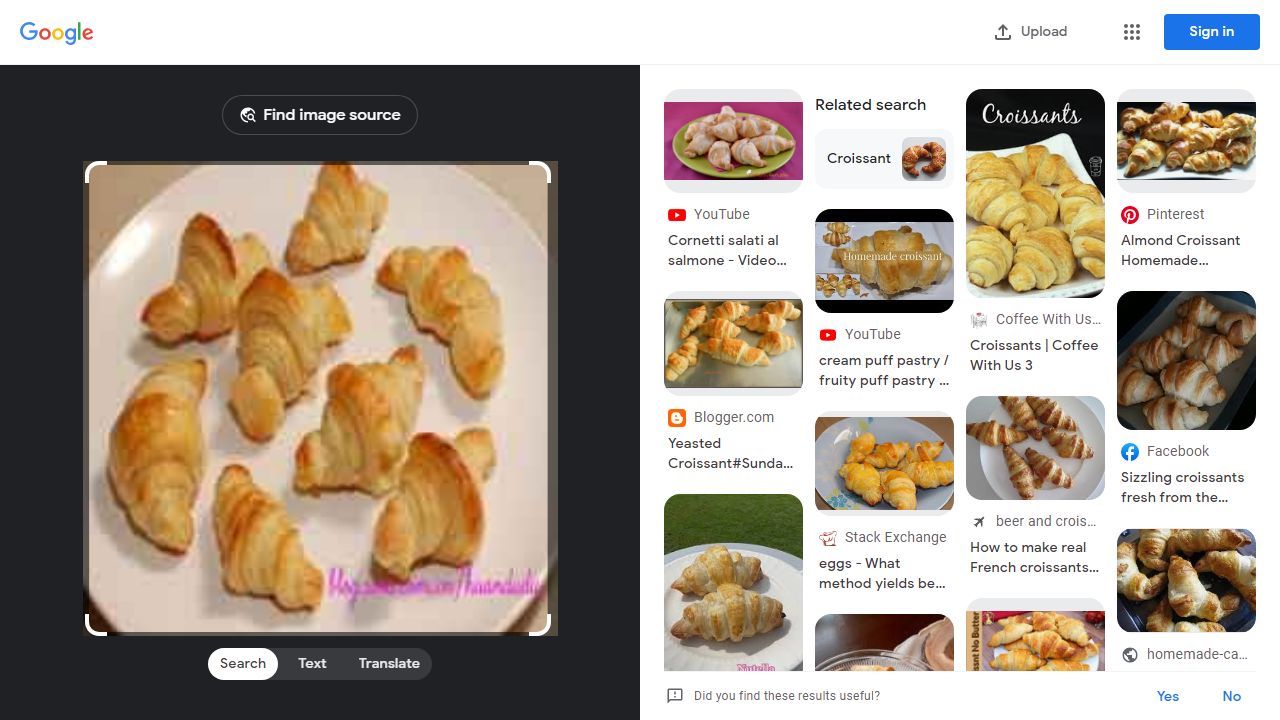 Google
Upload
Sign in
Find image source
Search
Text
Translate
YouTube
Cornetti salati al
salmone - Video...
Blogger.com
Yeasted
Croissant#Sunda...
Nutella
Related search
Croissant
Homemade croissant
YouTube
cream puff pastry /
fruity puff pastry ...
Stack Exchange
eggs - What
method yields be...
Croissants
Coffee With Us...
Croissants | Coffee
With Us 3
beer and crois...
How to make real
French croissants...
ssant No Butter
Pinterest
Almond Croissant
Homemade...
Facebook
Sizzling croissants
fresh from the...
homemade-ca...
Did you find these results useful?
Yes
No